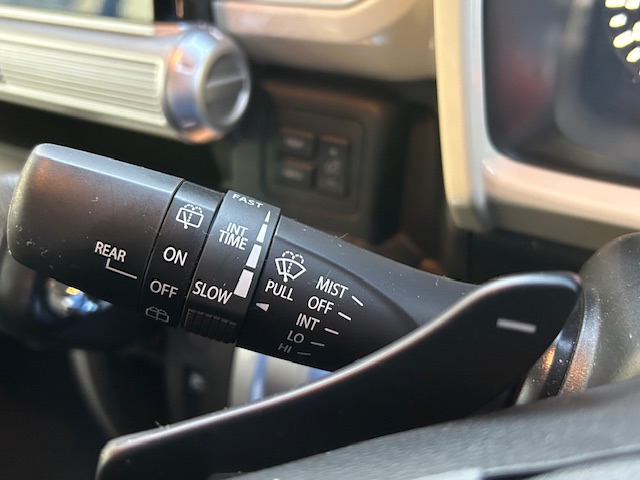 REAR
ON
OFF
FAST
INT
TIME
SLOW
PULL
MIST
OFF
INT
LO
HI